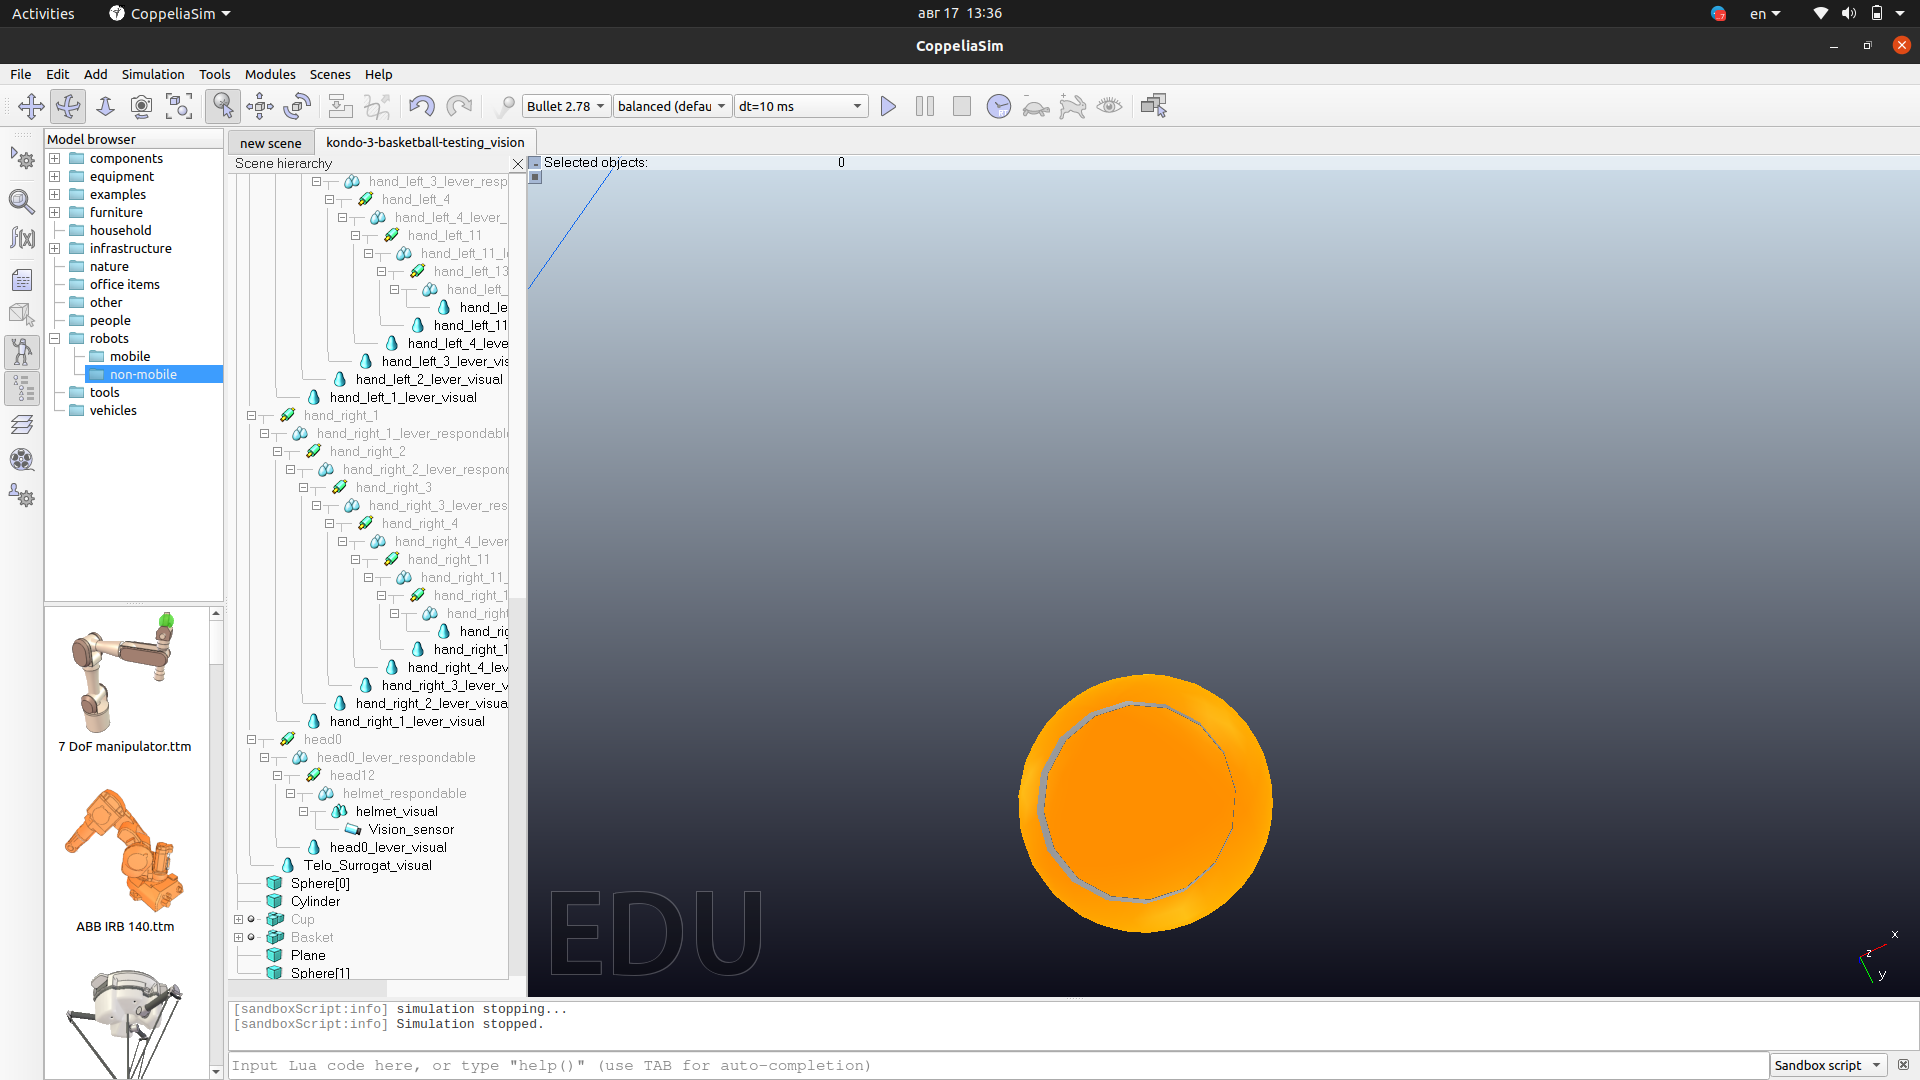 Activities
CoppeliaSim
авг 17 13:36
en
CoppeliaSim
File Edit Add Simulation Tools Modules Scenes Help
Bullet 2.78
balanced (defau
dt=10 ms
Model browser
components
equipment
examples
furniture
household
infrastructure
nature
office items
other
people
robots
mobile
non-mobile
tools
vehicles
7 DoF manipulator.ttm
ABB IRB 140.ttm
new scene
kondo-3-basketball-testing_vision
Scene hierarchy
hand_left_3_lever_resp
hand_left_4
hand_left_4_lever_
hand_left_11
hand_left_11_l
hand_left_13
hand_left_
hand_le
hand_left_11
hand_left_4_leve
hand_left_3_lever_vis
hand_left_2_lever_visual
hand_left_1_lever_visual
hand_right_1
hand_right_1_lever_respondabl
hand_right_2
hand_right_2_lever_respon
hand_right_3
hand_right_3_lever_res
hand_right_4
hand_right_4_lever
hand_right_11
hand_right_11_
hand_right_1
hand_right
hand_rig
hand_right_1
hand_right_4_lev
hand_right_3_lever_v
hand_right_2_lever_visua
hand_right_1_lever_visual
head0
head0_lever_respondable
head12
helmet_respondable
helmet_visual
Vision_sensor
head0_lever_visual
Telo_Surrogat_visual
Sphere[0]
Cylinder
Cup
Basket
Plane
Sphere[1]
Selected objects: 0
EDU
x
z
y
[sandboxScript:info] simulation stopping...
[sandboxScript:info] Simulation stopped.
Input Lua code here, or type "help()" (use TAB for auto-completion)
Sandbox script